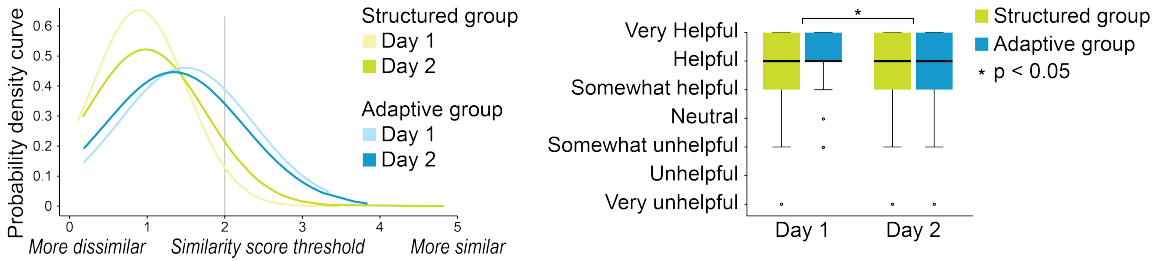 Probability density curve
0.6
0.5
0.4
0.3
0.2
0.1
0
0 1 2 3 4 5
More dissimilar Similarity score threshold More similar
Structured group
Day 1
Day 2
Adaptive group
Day 1
Day 2
Very Helpful
Helpful
Somewhat helpful
Neutral
Somewhat unhelpful
Unhelpful
Very unhelpful
*
Day 1 Day 2
Structured group
Adaptive group
* p < 0.05